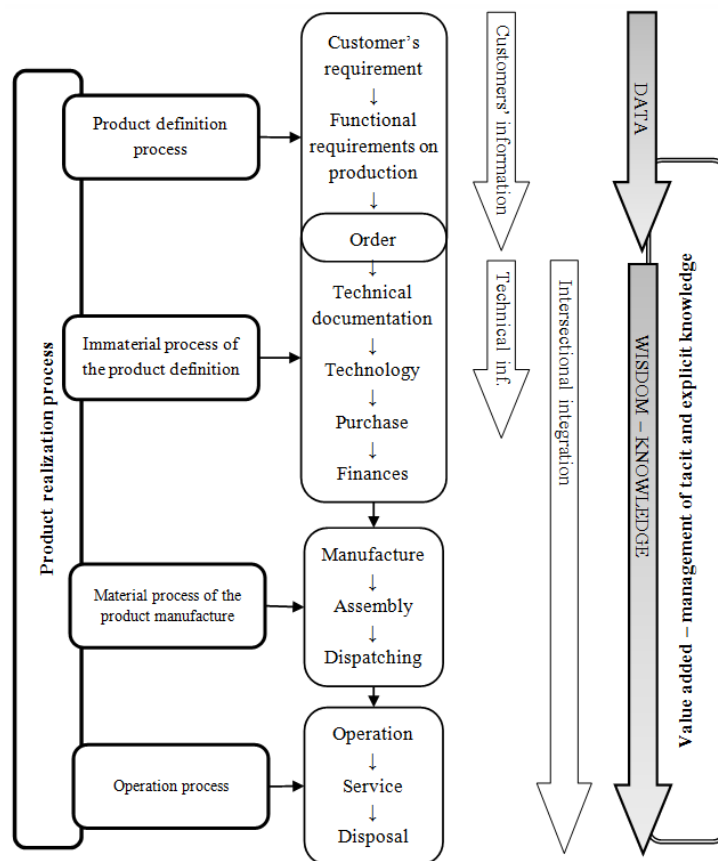 Product realization process
Product definition
process
Immaterial process of
the product definition
Material process of the
product manufacture
Operation process
Customer’s
requirement
↓
Functional
requirements on
production
↓
Order
↓
Technical
documentation
↓
Technology
↓
Purchase
↓
Finances
Manufacture
↓
Assembly
↓
Dispatching
Operation
↓
Service
↓
Disposal
Customers’ information
Technical inf.
Intersectional integration
DATA
WISDOM – KNOWLEDGE
Value added – management of tacit and explicit knowledge